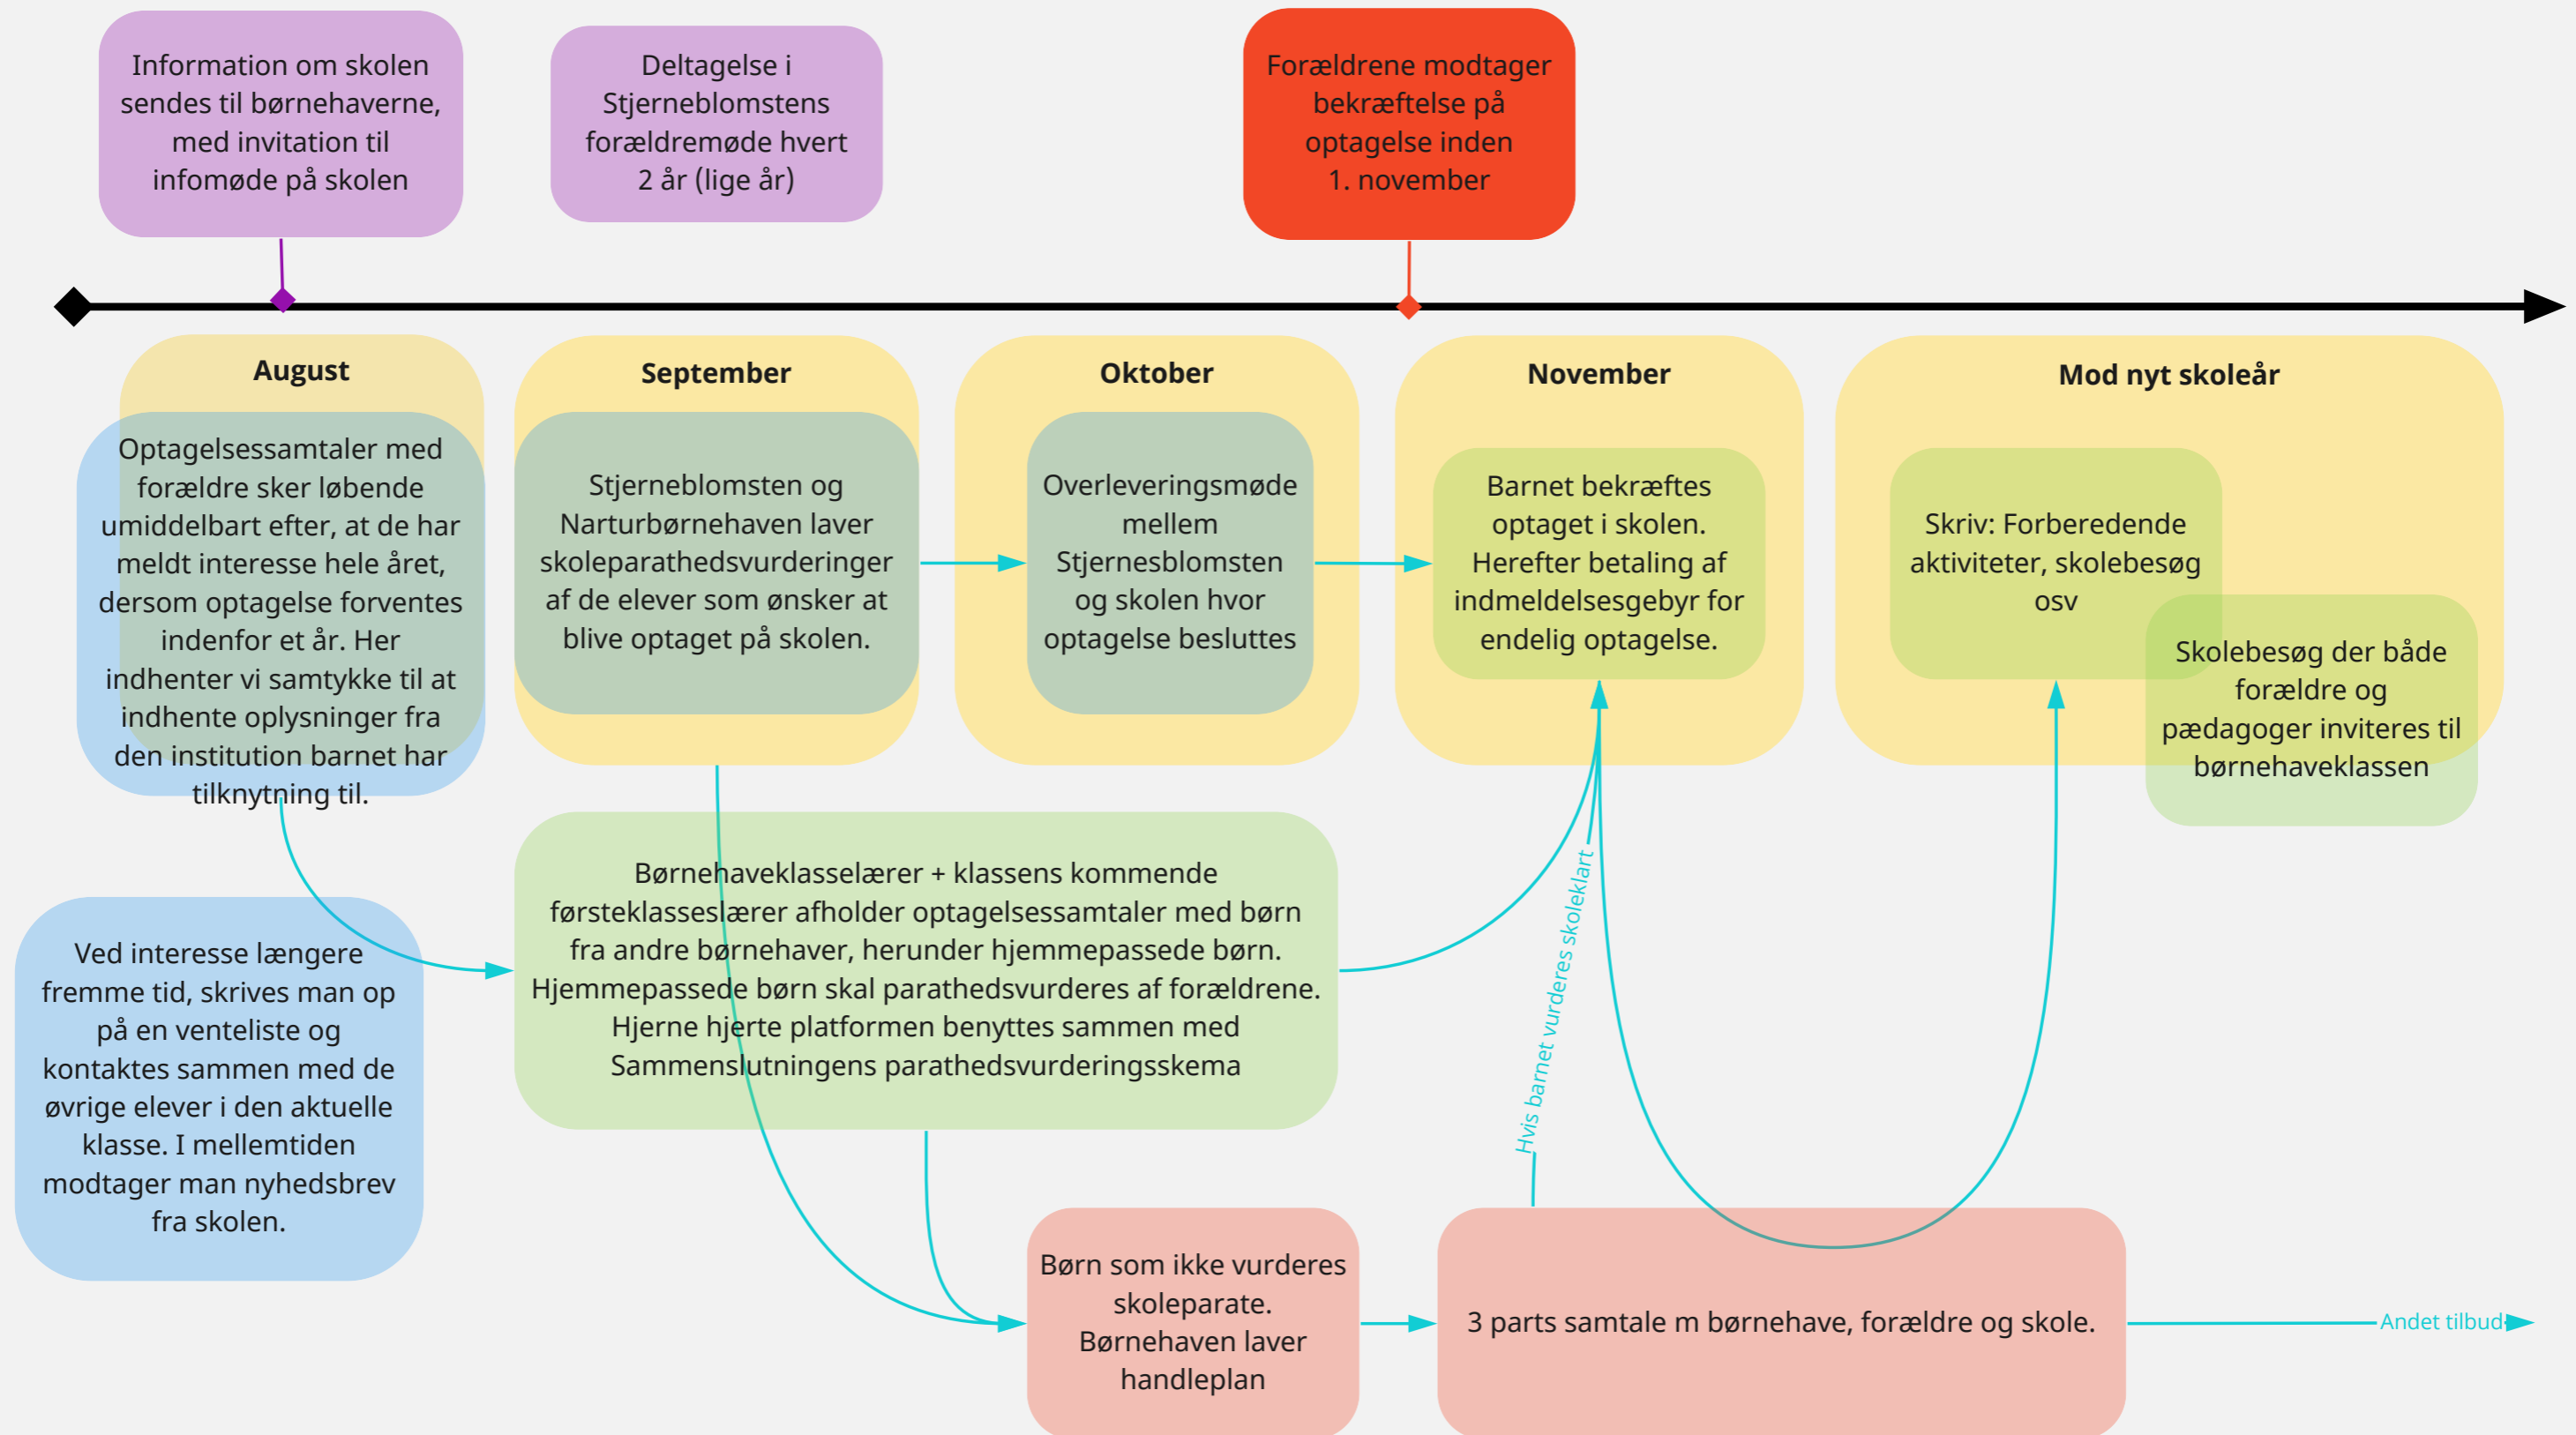 Information om skolen
sendes til børnehaverne,
med invitation til
infomøde på skolen
Deltagelse i
Stjerneblomstens
forældremøde hvert
2 år (lige år)
Forældrene modtager
bekræftelse på
optagelse inden
1. november
August
Optagelsessamtaler med
forældre sker løbende
umiddelbart efter, at de har
meldt interesse hele året,
dersom optagelse forventes
indenfor et år. Her
indhenter vi samtykke til at
indhente oplysninger fra
den institution barnet har
tilknytning til.
September
Stjerneblomsten og
Narturbørnehaven laver
skoleparathedsvurderinger
af de elever som ønsker at
blive optaget på skolen.
Oktober
Overleveringsmøde
mellem
Stjernesblomsten
og skolen hvor
optagelse besluttes
November
Barnet bekræftes
optaget i skolen.
Herefter betaling af
indmeldelsesgebyr for
endelig optagelse.
Mod nyt skoleår
Skriv: Forberedende
aktiviteter, skolebesøg
osv
Skolebesøg der både
forældre og
pædagoger inviteres til
børnehaveklassen
Ved interesse længere
fremme tid, skrives man op
på en venteliste og
kontaktes sammen med de
øvrige elever i den aktuelle
klasse. I mellemtiden
modtager man nyhedsbrev
fra skolen.
Børnehaveklasselærer + klassens kommende
førsteklasseslærer afholder optagelsessamtaler med børn
fra andre børnehaver, herunder hjemmepassede børn.
Hjemmepassede børn skal parathedsvurderes af forældrene.
Hjerne hjerte platformen benyttes sammen med
Sammenslutningens parathedsvurderingsskema
Hvis barnet vurderes skoleklart
Børn som ikke vurderes
skoleparate.
Børnehaven laver
handleplan
3 parts samtale m børnehave, forældre og skole.
Andet tilbud